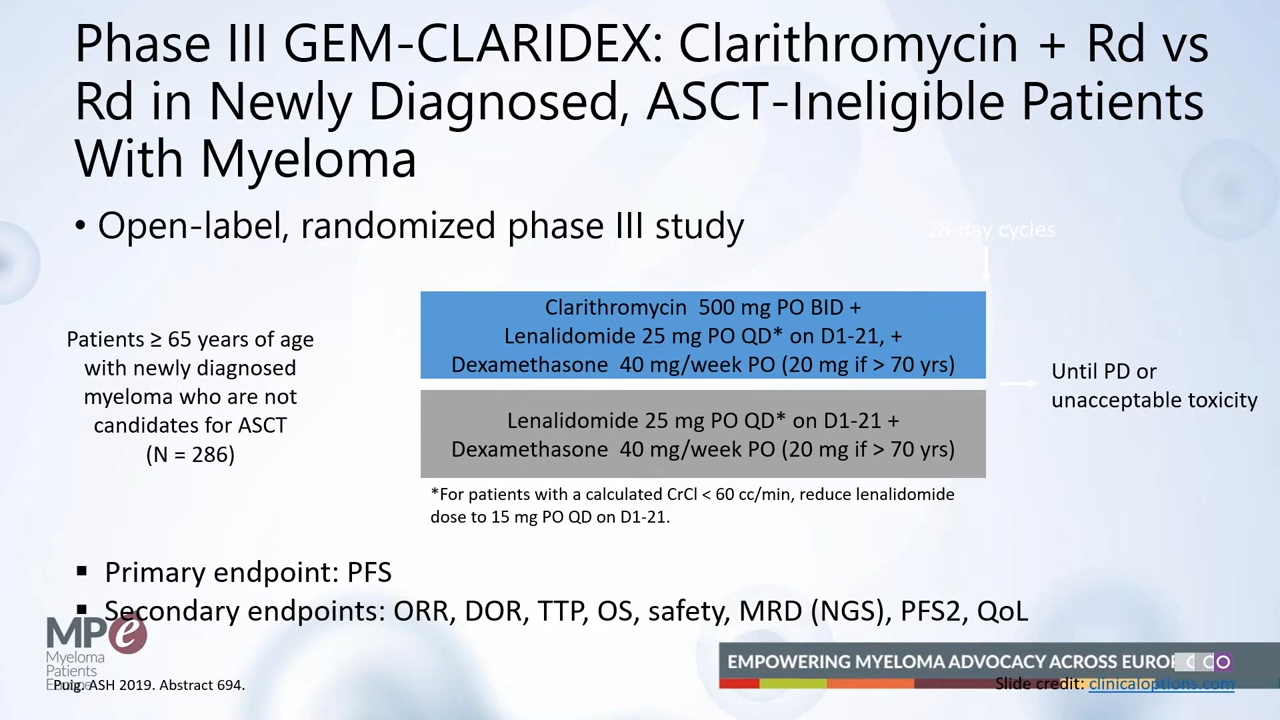 Phase III GEM-CLARIDEX: Clarithromycin + Rd vs
Rd in Newly Diagnosed, ASCT-Ineligible Patients
With Myeloma
• Open-label, randomized phase III study
28-day cycles
Patients ≥ 65 years of age
with newly diagnosed
myeloma who are not
candidates for ASCT
(N = 286)
Clarithromycin 500 mg PO BID +
Lenalidomide 25 mg PO QD* on D1-21, +
Dexamethasone 40 mg/week PO (20 mg if > 70 yrs)
Lenalidomide 25 mg PO QD* on D1-21 +
Dexamethasone 40 mg/week PO (20 mg if > 70 yrs)
Until PD or
unacceptable toxicity
*For patients with a calculated CrCl < 60 cc/min, reduce lenalidomide
dose to 15 mg PO QD on D1-21.
▪ Primary endpoint: PFS
▪ Secondary endpoints: ORR, DOR, TTP, OS, safety, MRD (NGS), PFS2, QoL
MPe
Myeloma
Patients
Puig. ASH 2019. Abstract 694.
EMPOWERING MYELOMA ADVOCACY ACROSS EURO
CCO
Slide credit: clinicaloptions.com